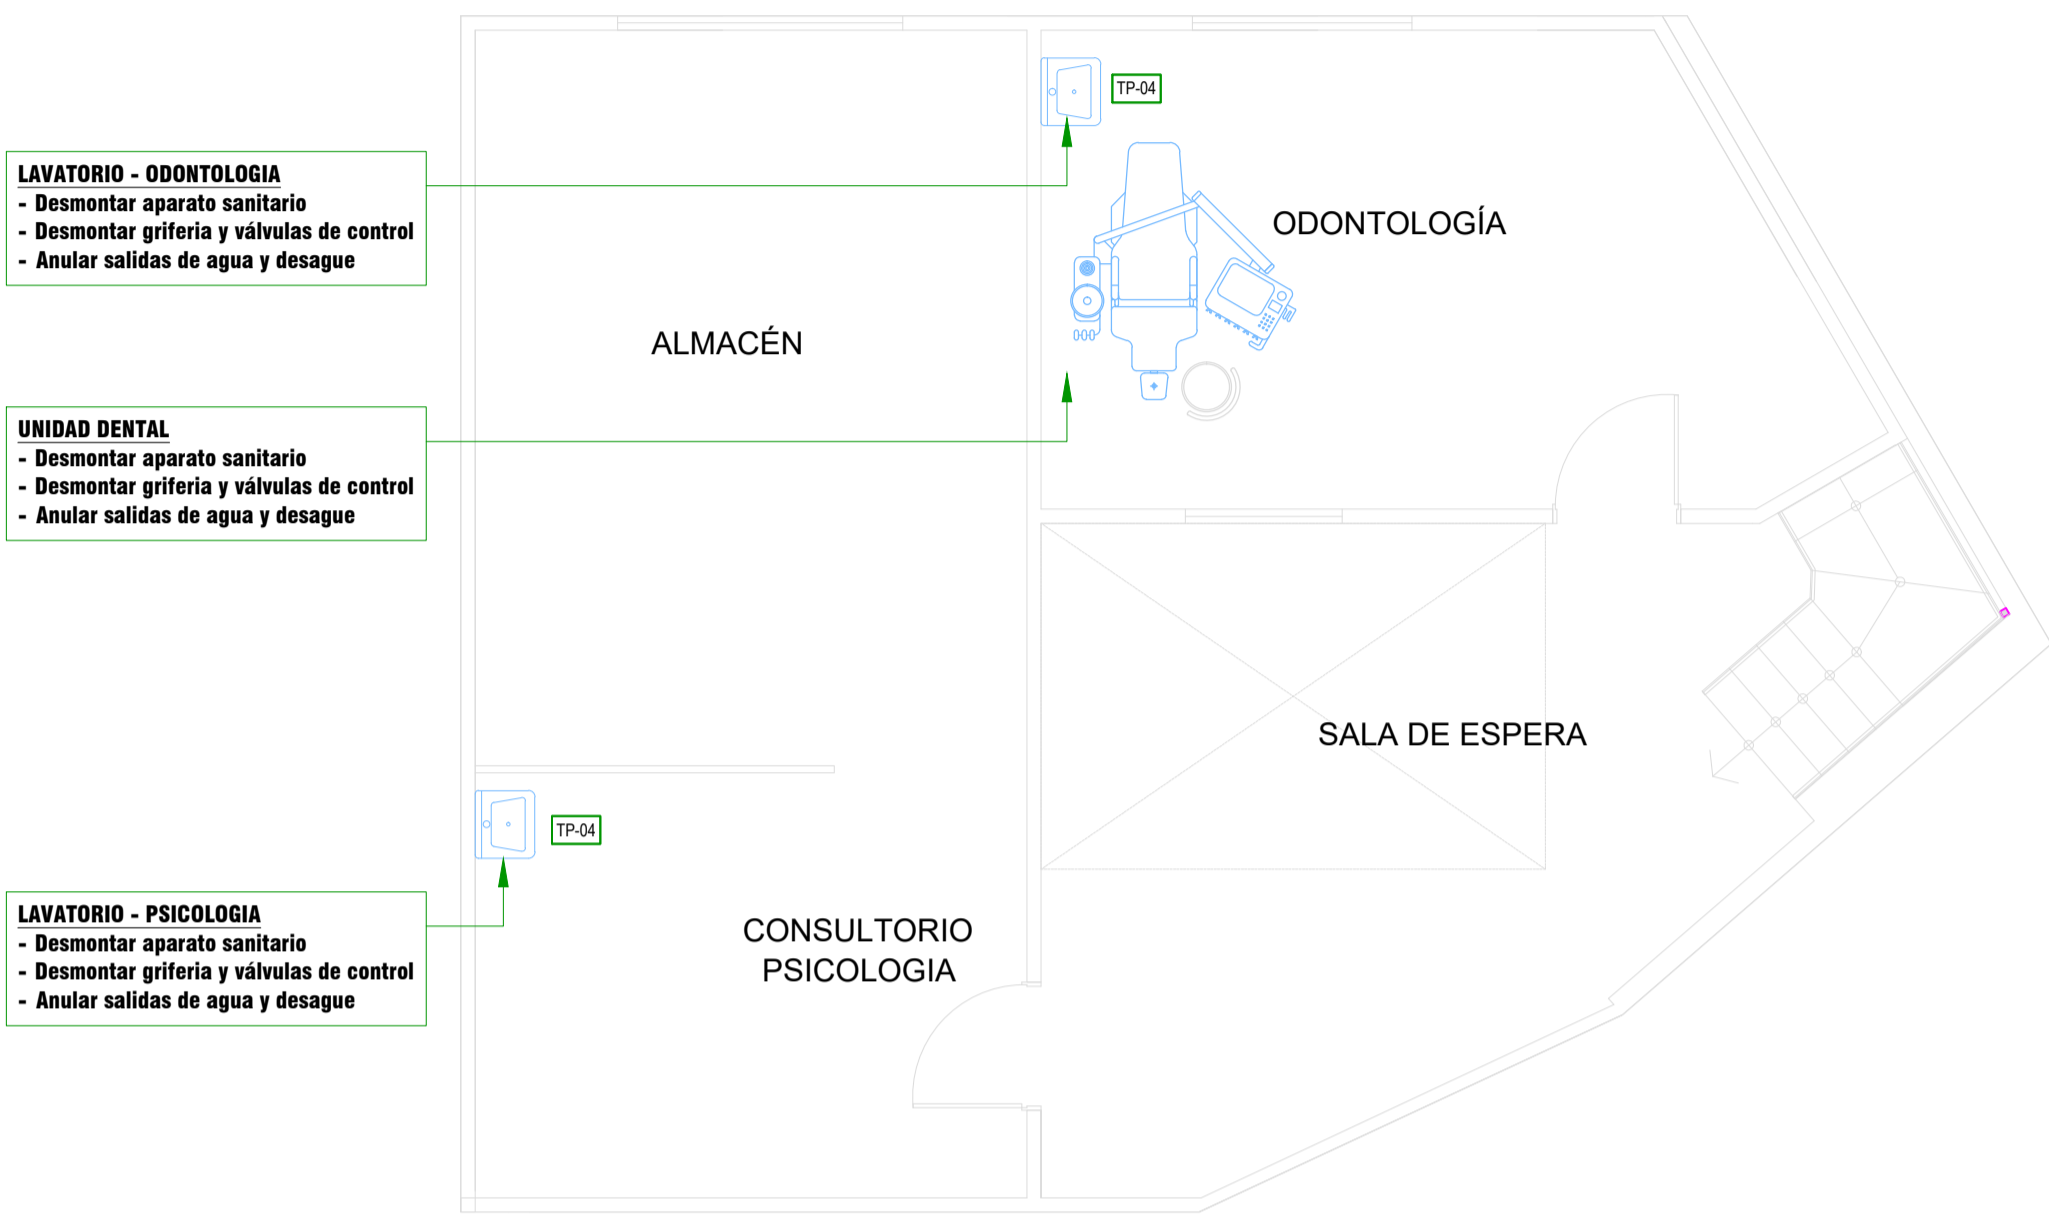 LAVATORIO - ODONTOLOGIA
- Desmontar aparato sanitario
- Desmontar griferia y válvulas de control
- Anular salidas de agua y desague
TP-04
ODONTOLOGÍA
ALMACÉN
UNIDAD DENTAL
- Desmontar aparato sanitario
- Desmontar griferia y válvulas de control
- Anular salidas de agua y desague
SALA DE ESPERA
TP-04
LAVATORIO - PSICOLOGIA
- Desmontar aparato sanitario
- Desmontar griferia y válvulas de control
- Anular salidas de agua y desague
CONSULTORIO
PSICOLOGIA